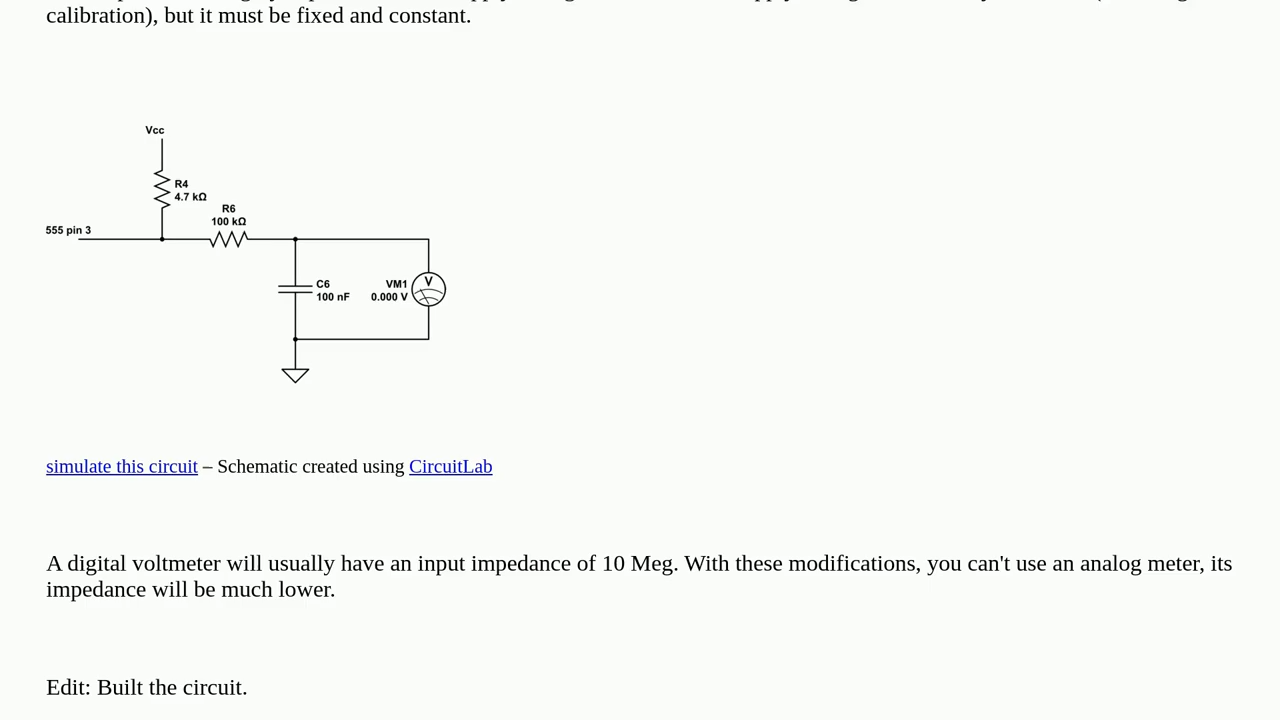 calibration), but it must be fixed and constant.
Vcc
R4
4.7 kΩ
R6
100 kΩ
555 pin 3
C6
100 nF
VM1
0.000 V
V
simulate this circuit – Schematic created using CircuitLab
A digital voltmeter will usually have an input impedance of 10 Meg. With these modifications, you can't use an analog meter, its
impedance will be much lower.
Edit: Built the circuit.